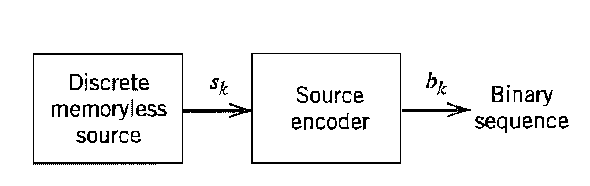 Discrete
memoryless
source
s_k
Source
encoder
b_k
Binary
sequence